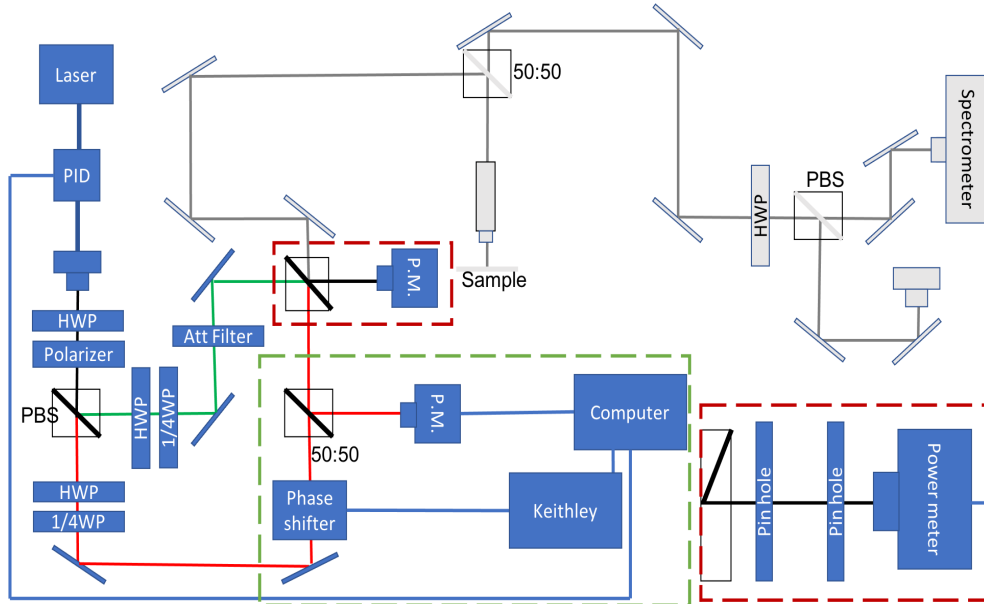 Laser
PID
HWP
Polarizer
PBS
HWP
1/4WP
HWP
1/4WP
Att Filter
P.M.
50:50
Sample
HWP
PBS
Spectrometer
50:50
P.M.
Phase
shifter
Keithley
Computer
Pin hole
Pin hole
Power meter